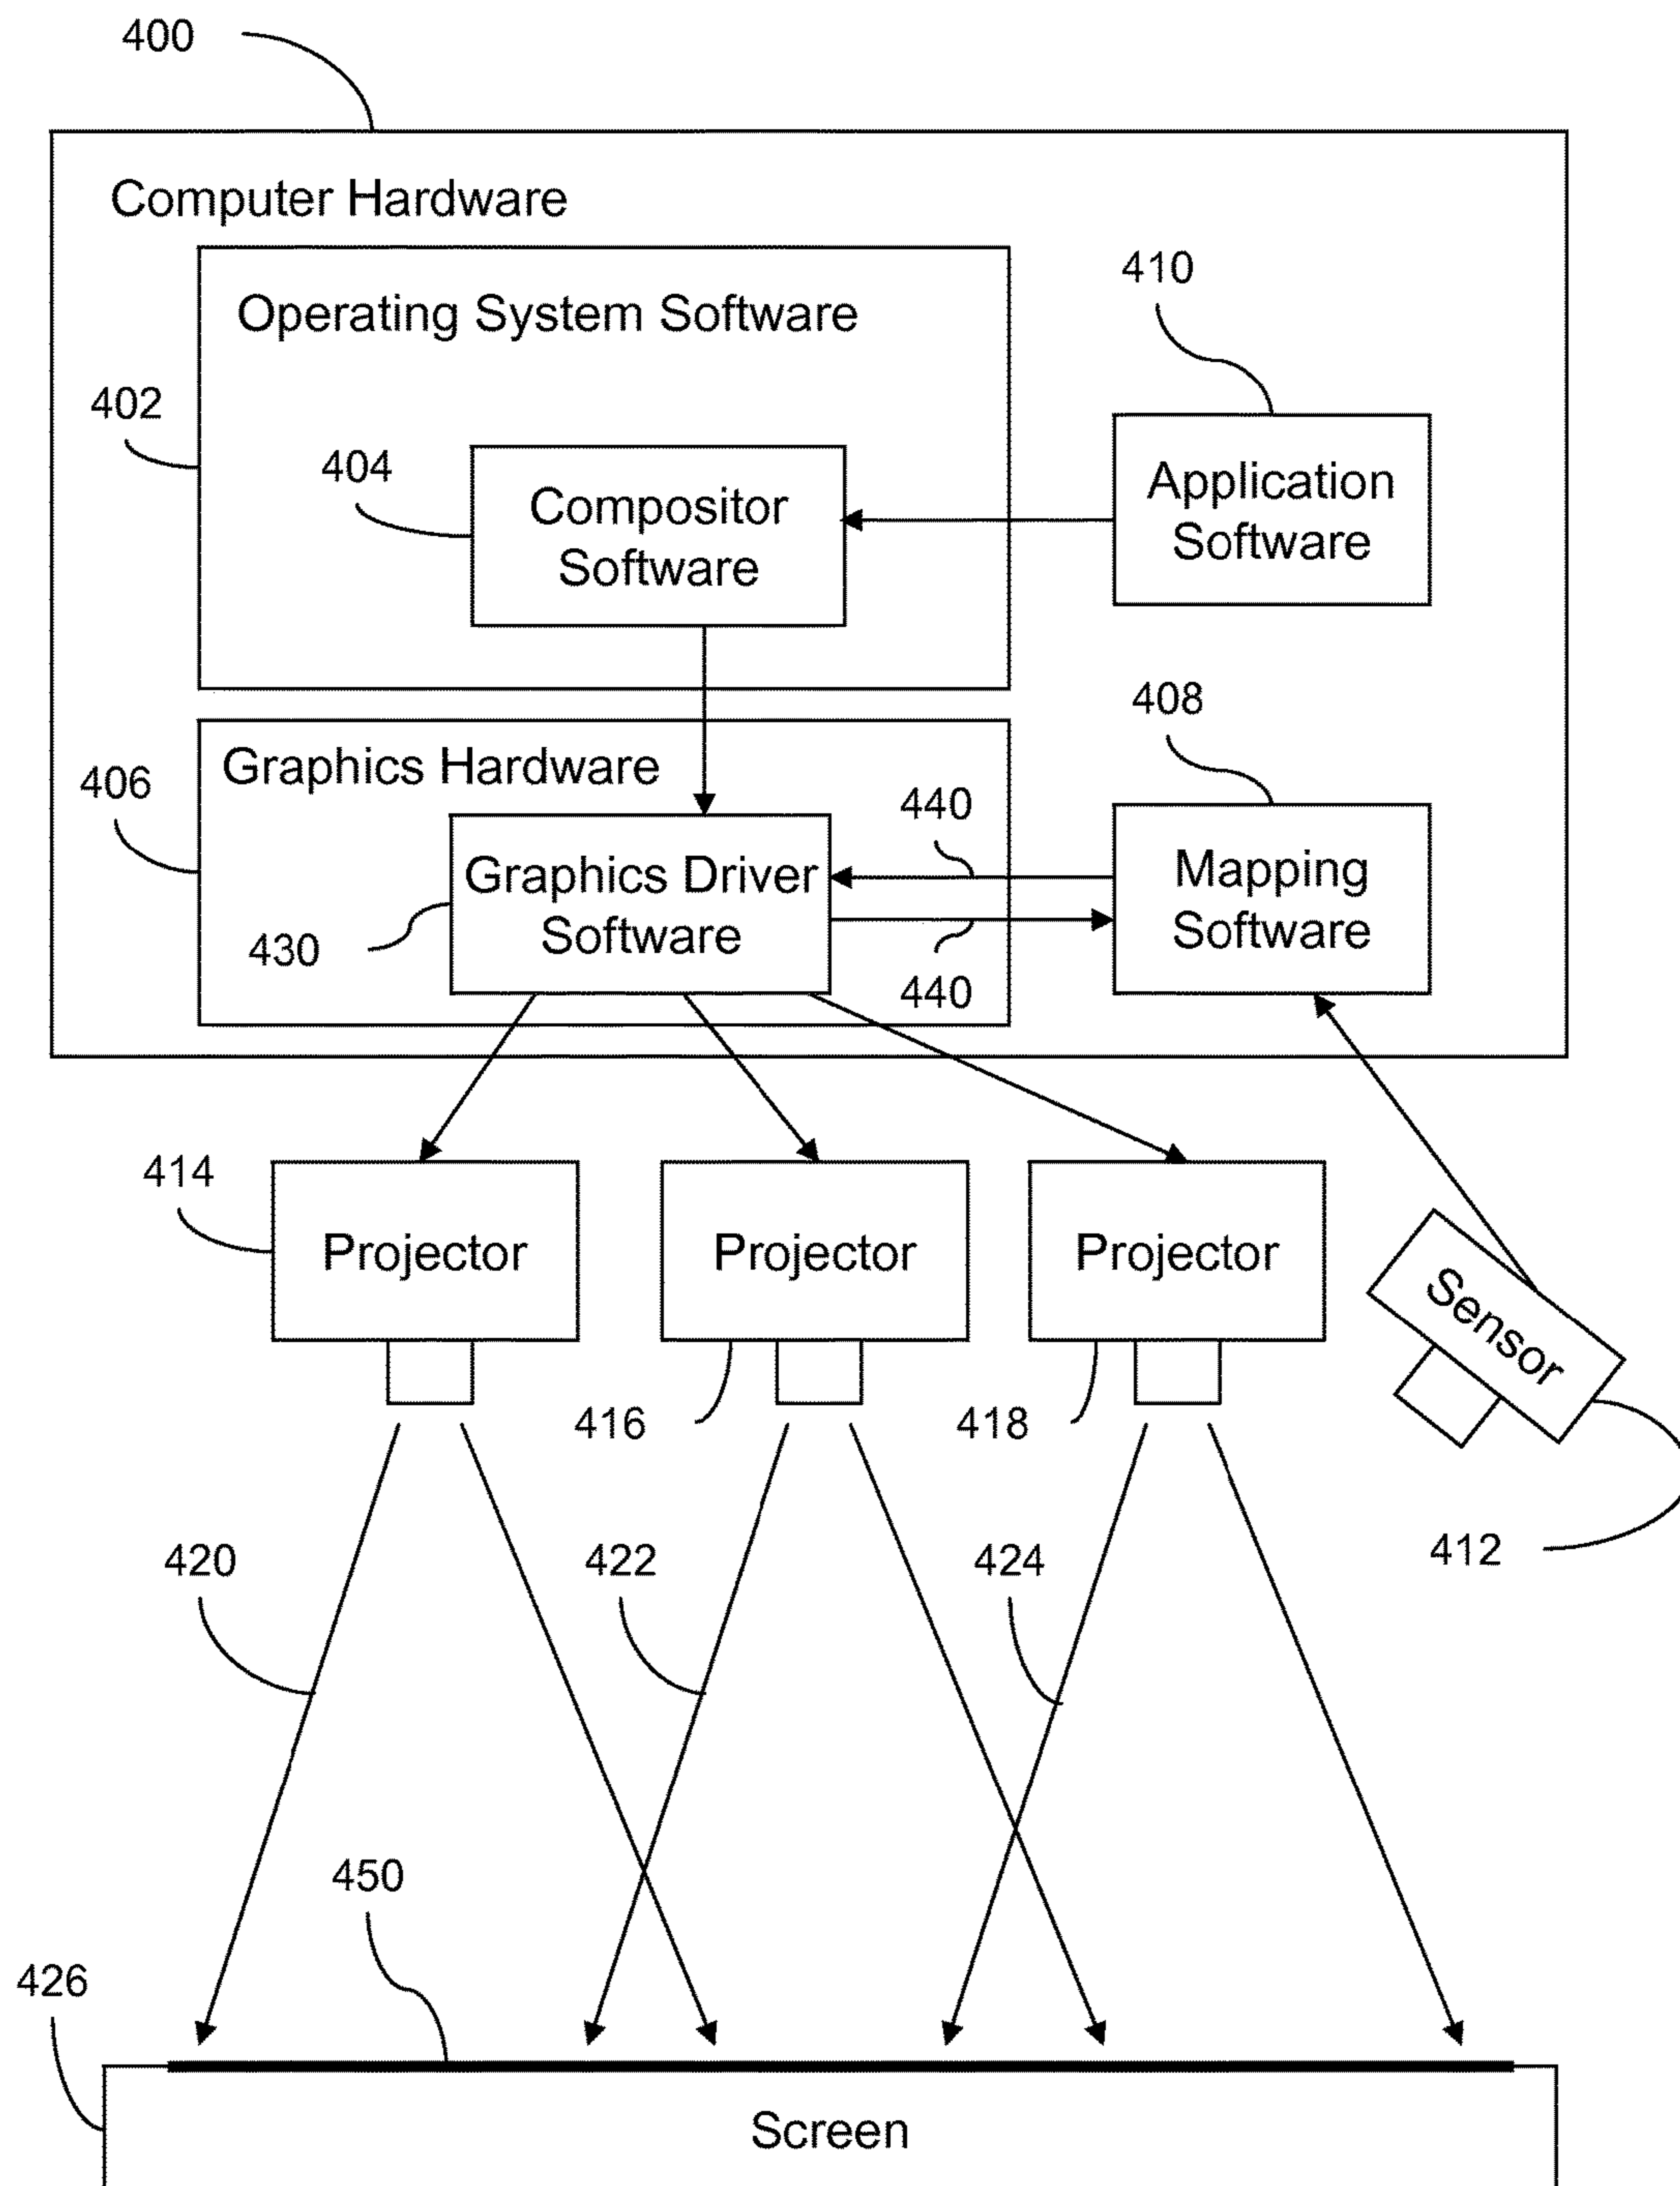 400
Computer Hardware
Operating System Software
410
402
404
Compositor
Software
Application
Software
408
Graphics Hardware
406
440
Graphics Driver
Software
Mapping
Software
430
440
414
Projector
Projector
Projector
Sensor
416
418
412
420
422
424
450
426
Screen